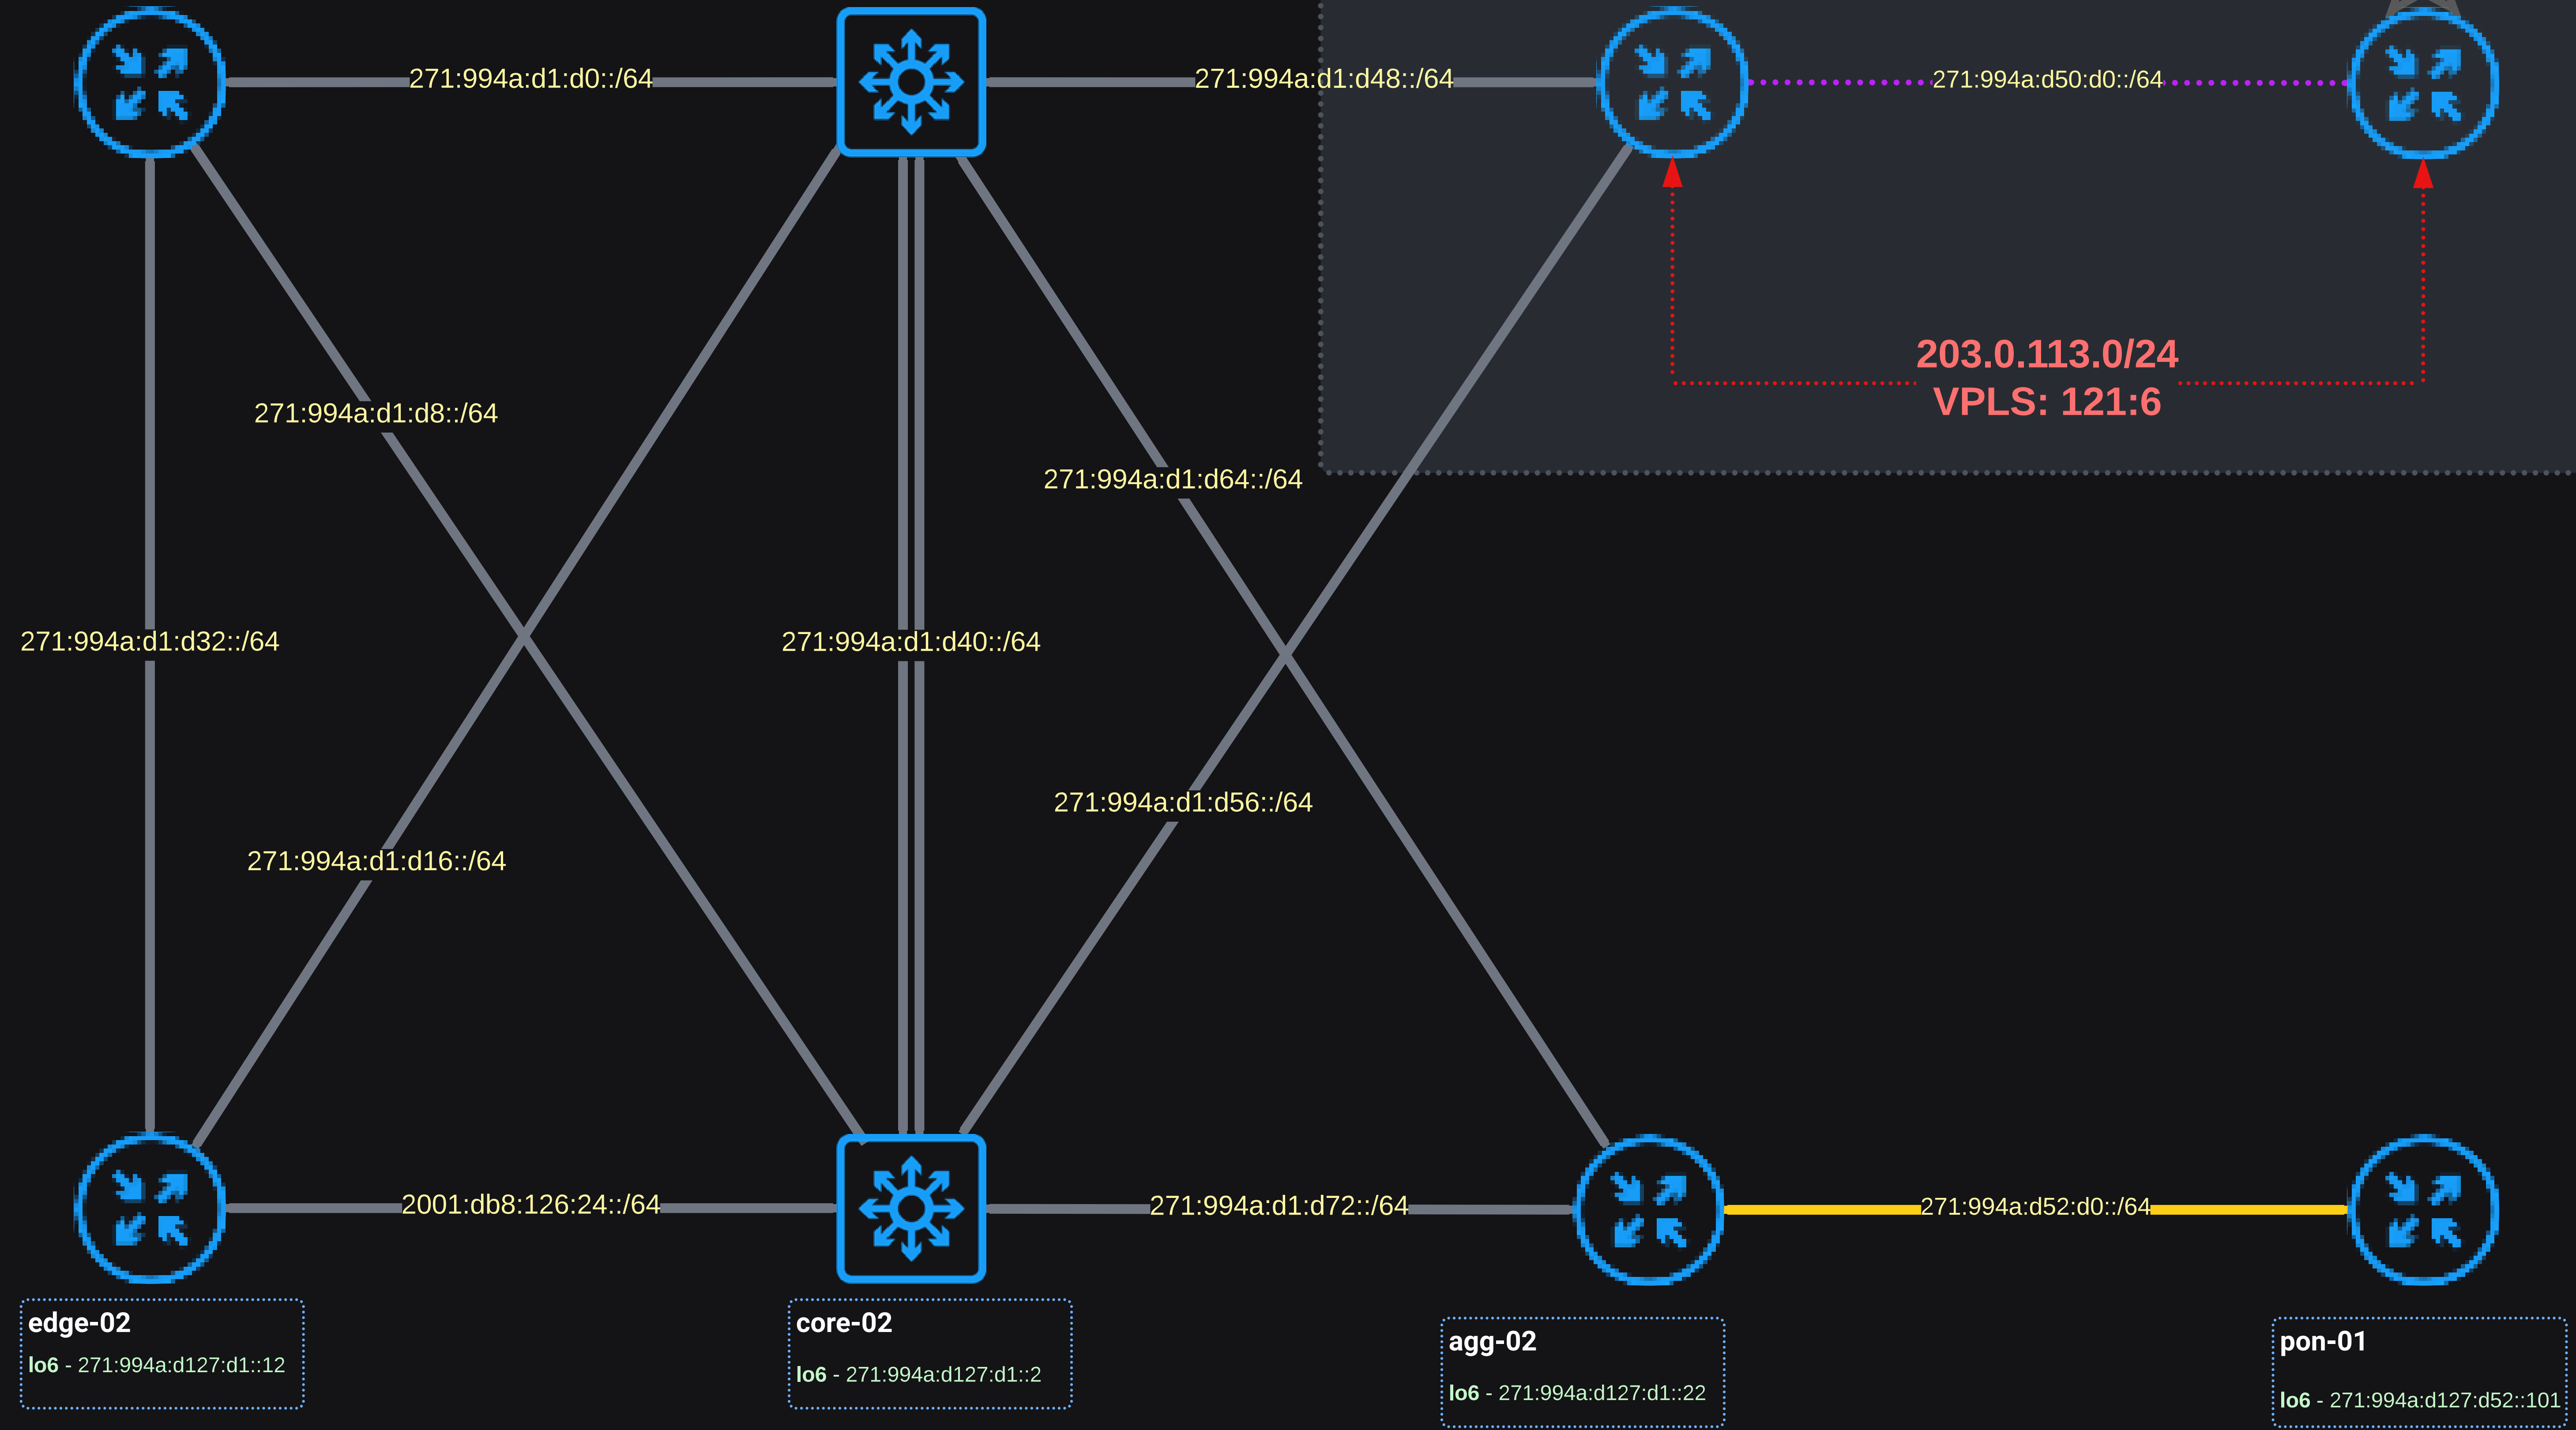 271:994a:d1:d0::/64
271:994a:d1:d48::/64
271:994a:d50:d0::/64
203.0.113.0/24
VPLS: 121:6
271:994a:d1:d8::/64
271:994a:d1:d64::/64
271:994a:d1:d32::/64
271:994a:d1:d40::/64
271:994a:d1:d56::/64
271:994a:d1:d16::/64
2001:db8:126:24::/64
271:994a:d1:d72::/64
271:994a:d52:d0::/64
edge-02
lo6 - 271:994a:d127:d1::12
core-02
lo6 - 271:994a:d127:d1::2
agg-02
lo6 - 271:994a:d127:d1::22
pon-01
lo6 - 271:994a:d127:d52::101